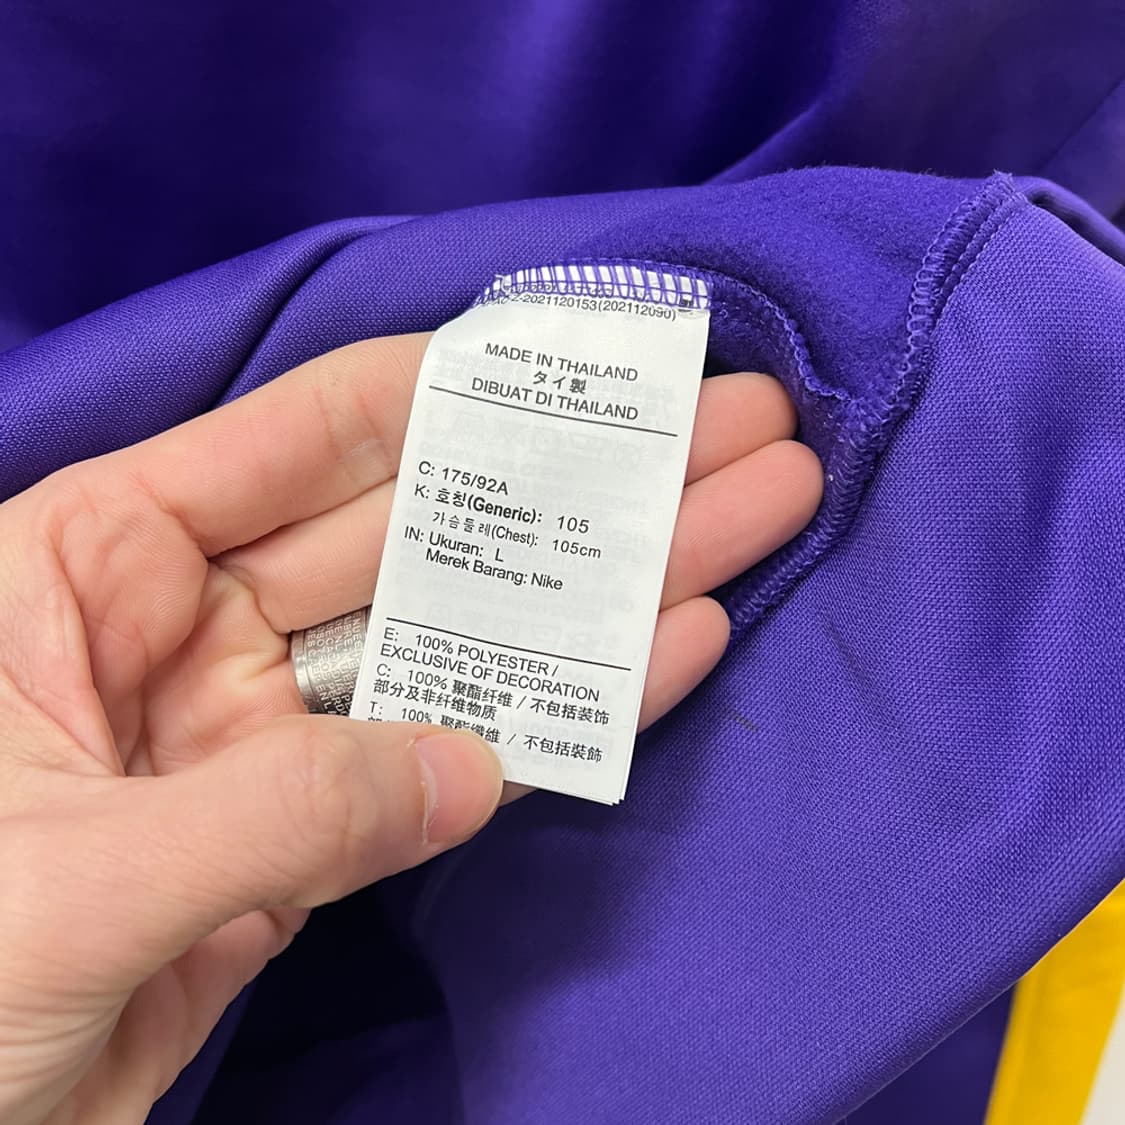 -2021120153(202112090)
MADE IN THAILAND
タイ製
DIBUAT DI THAILAND
C: 175/92A
K: 호칭(Generic): 105
가슴둘레(Chest): 105cm
IN: Ukuran: L
Merek Barang: Nike
E: 100% POLYESTER /
EXCLUSIVE OF DECORATION
C: 100% 聚酯纤维 / 不包括装饰
部分及非纤维物质
T: 100% 聚酯纖維 / 不包括裝飾